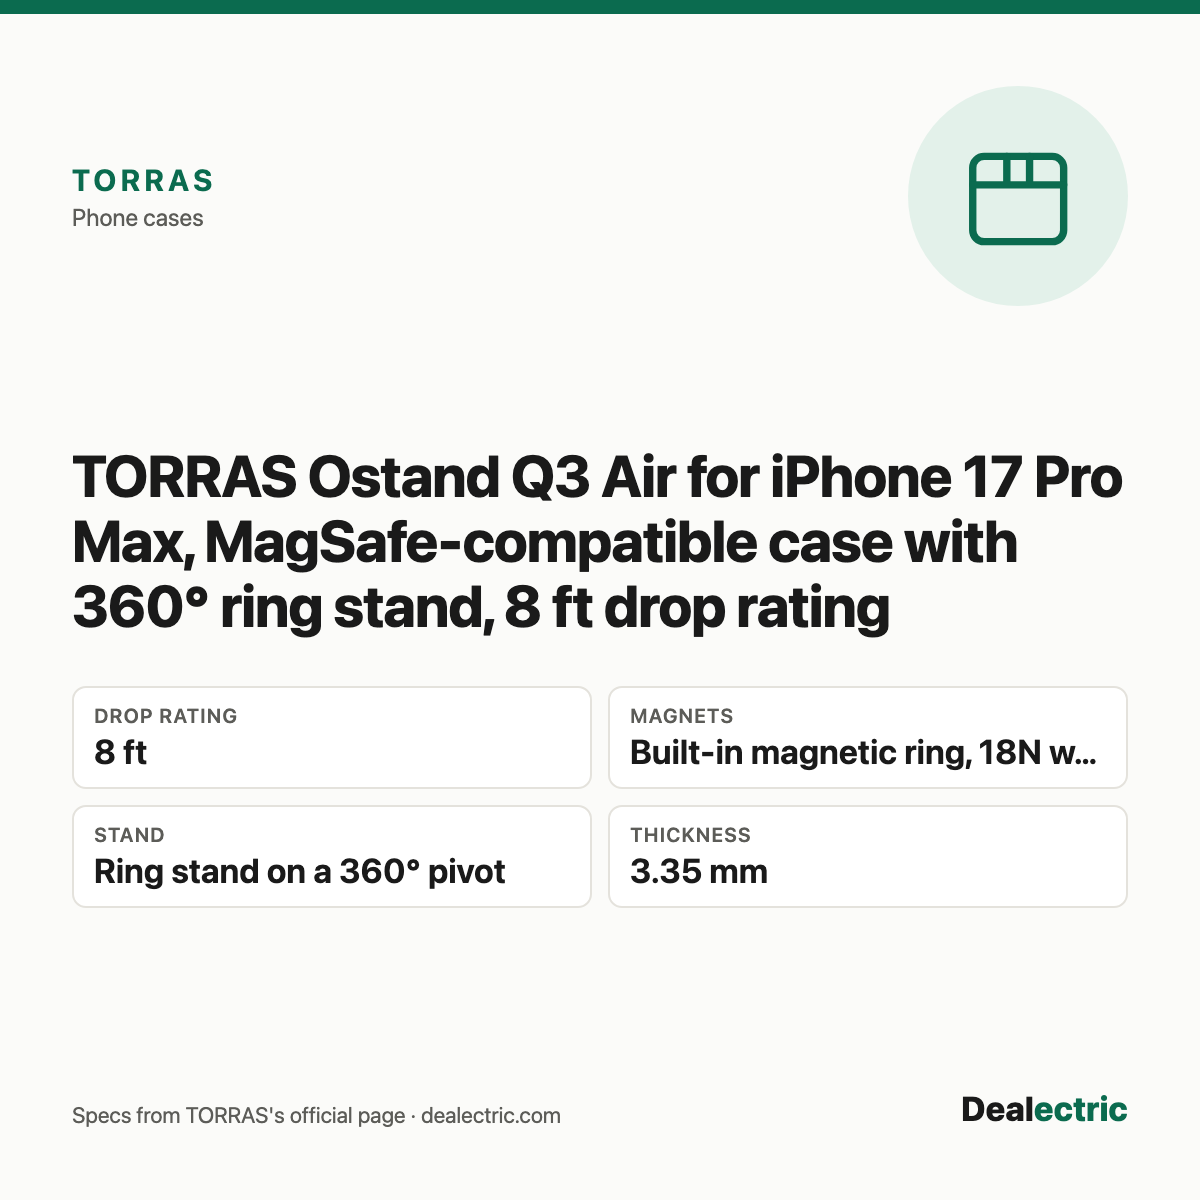 TORRAS
Phone cases
TORRAS Ostand Q3 Air for iPhone 17 Pro
Max, MagSafe-compatible case with
360° ring stand, 8 ft drop rating
DROP RATING
8 ft
MAGNETS
Built-in magnetic ring, 18N w...
STAND
Ring stand on a 360° pivot
THICKNESS
3.35 mm
Specs from TORRAS's official page · dealectric.com
Dealectric